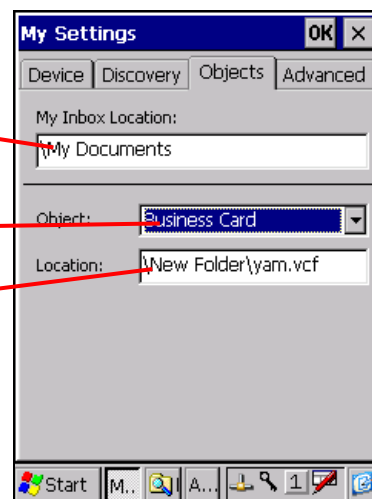 My Settings OK ×
Device Discovery Objects Advanced
My Inbox Location:
\My Documents
Object: Business Card
Location: \New Folder\yam.vcf
Start M.. A... 1